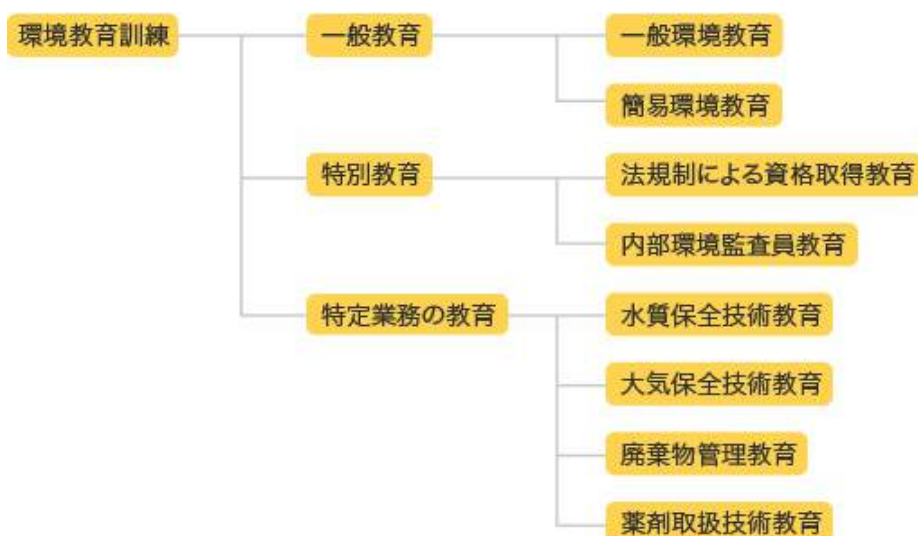 環境教育訓練
一般教育
一般環境教育
簡易環境教育
特別教育
法規制による資格取得教育
内部環境監査員教育
特定業務の教育
水質保全技術教育
大気保全技術教育
廃棄物管理教育
薬剤取扱技術教育